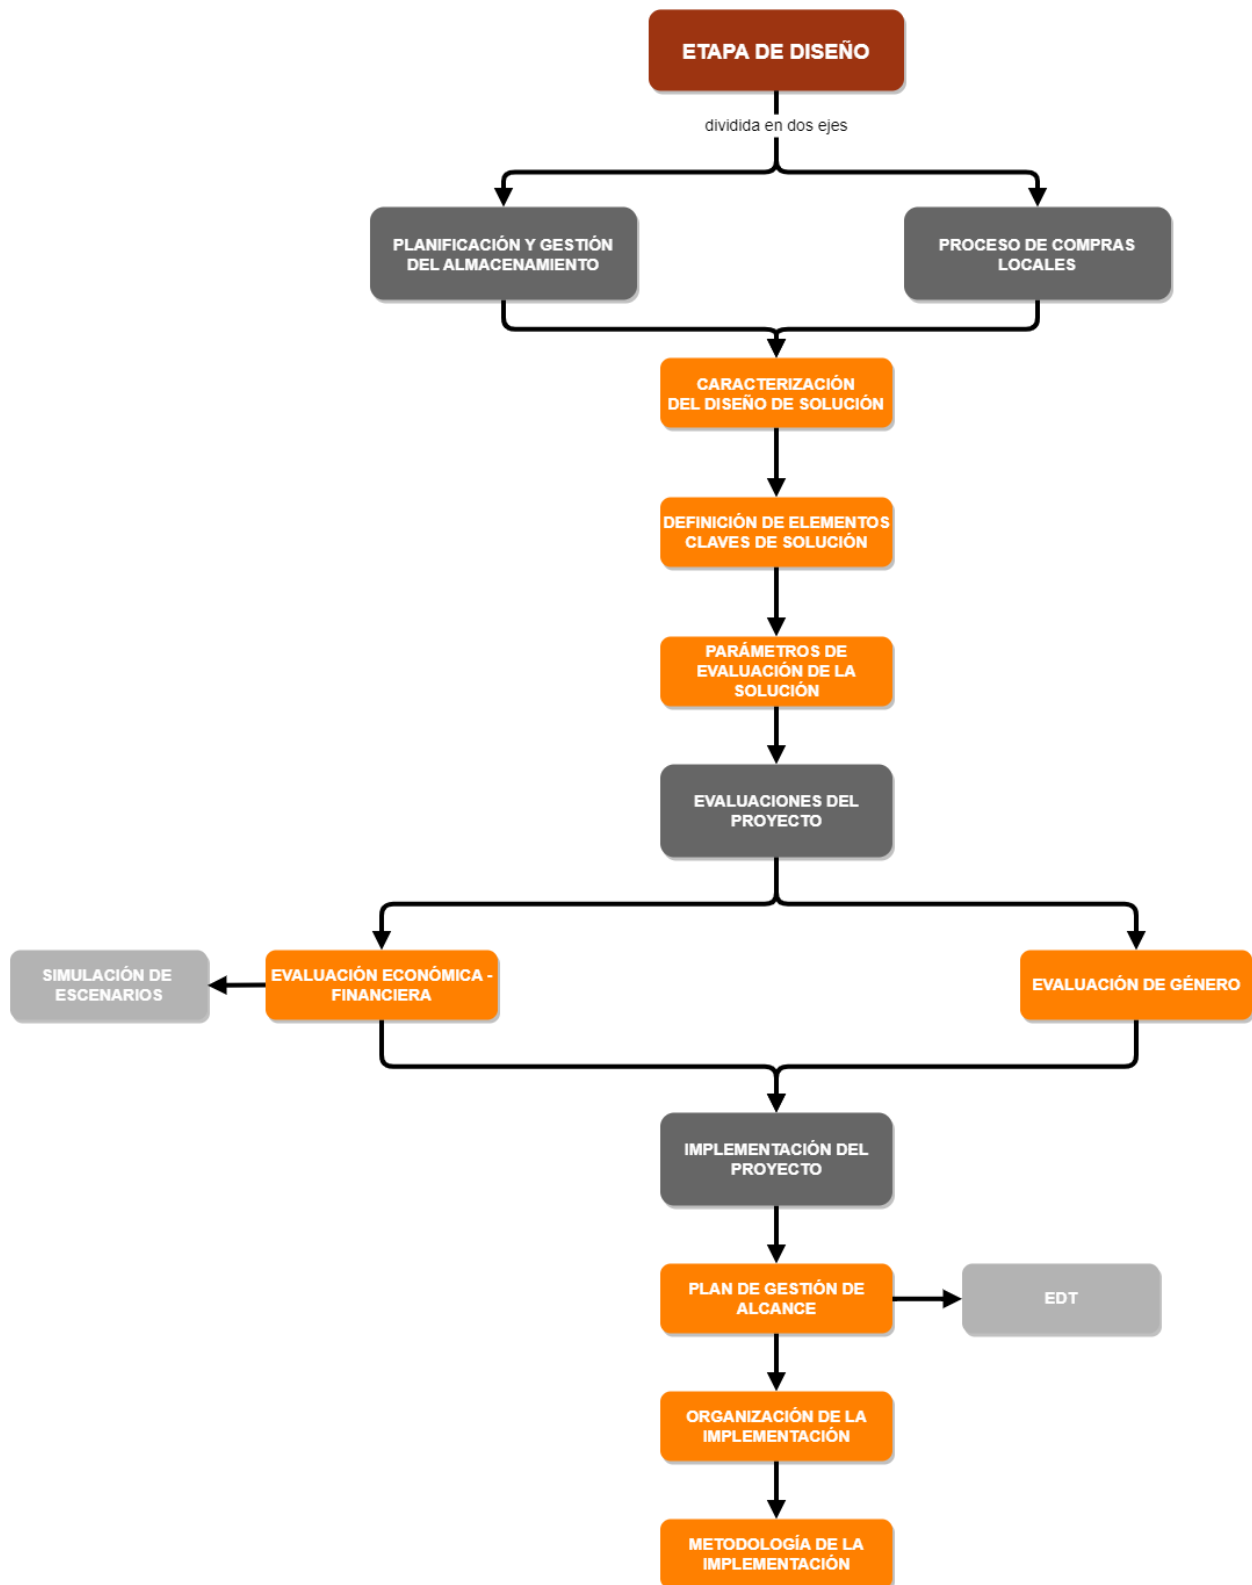 ETAPA DE DISEÑO
dividida en dos ejes
PLANIFICACIÓN Y GESTIÓN
DEL ALMACENAMIENTO
PROCESO DE COMPRAS
LOCALES
CARACTERIZACIÓN
DEL DISEÑO DE SOLUCIÓN
DEFINICIÓN DE ELEMENTOS
CLAVES DE SOLUCIÓN
PARÁMETROS DE
EVALUACIÓN DE LA
SOLUCIÓN
EVALUACIONES DEL
PROYECTO
SIMULACIÓN DE
ESCENARIOS
EVALUACIÓN ECONÓMICA -
FINANCIERA
EVALUACIÓN DE GÉNERO
IMPLEMENTACIÓN DEL
PROYECTO
PLAN DE GESTIÓN DE
ALCANCE
EDT
ORGANIZACIÓN DE LA
IMPLEMENTACIÓN
METODOLOGÍA DE LA
IMPLEMENTACIÓN